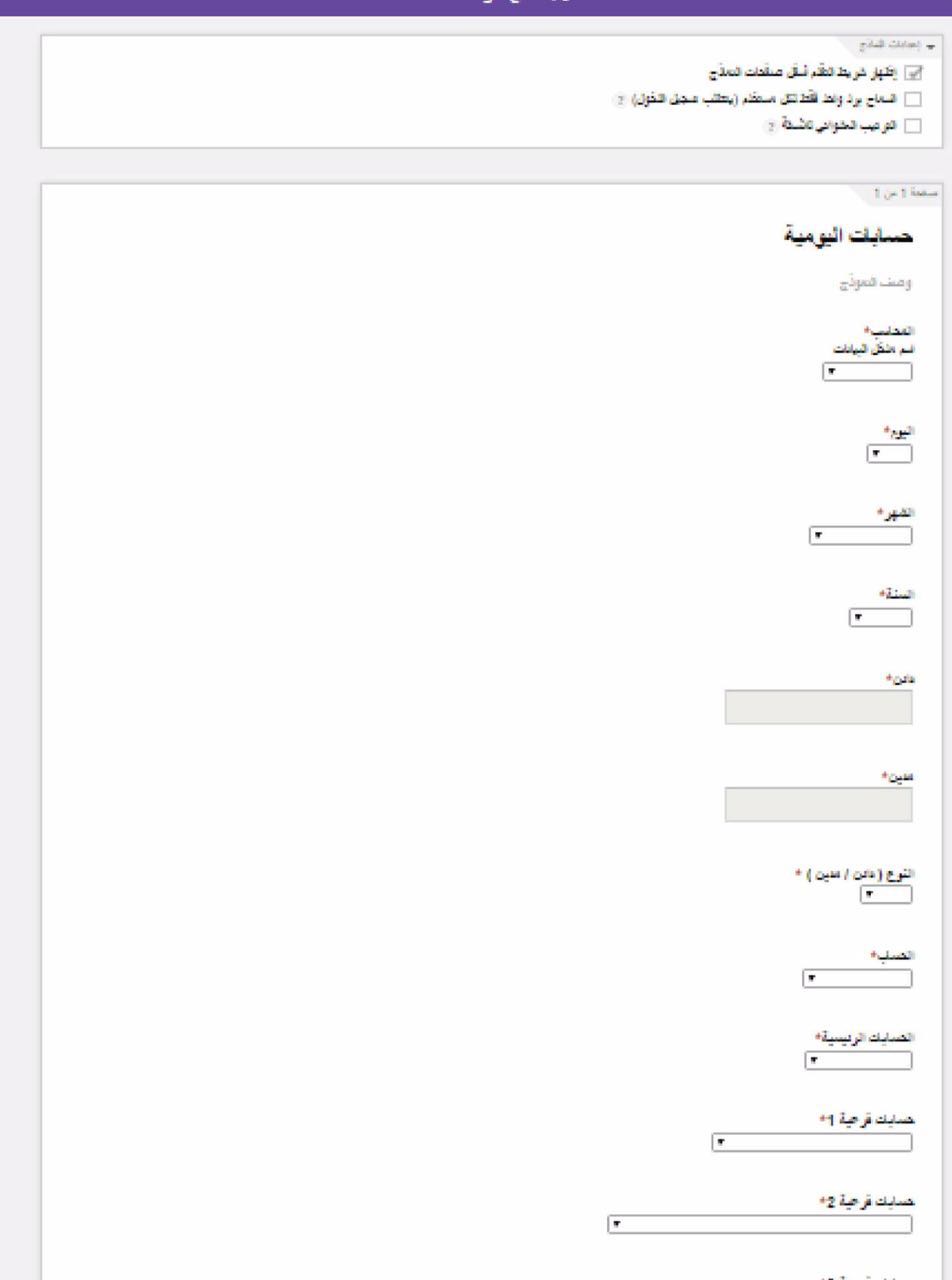 إعدادات النماذج
إظهار شريط التقدّم أسفل صفحات النموذج
السماح برد واحد فقط لكل مستخدم (يتطلب تسجيل الدخول) ?
الترتيب العشوائي للأسئلة ?
صفحة 1 من 1
حسابات اليومية
وصف النموذج
المحاسب*
اسم مدخل البيانات
اليوم*
الشهر*
السنة*
دائن*
مدين*
النوع ( دائن / مدين ) *
الحساب*
الحسابات الرئيسية*
حسابات فرعية 1*
حسابات فرعية 2*